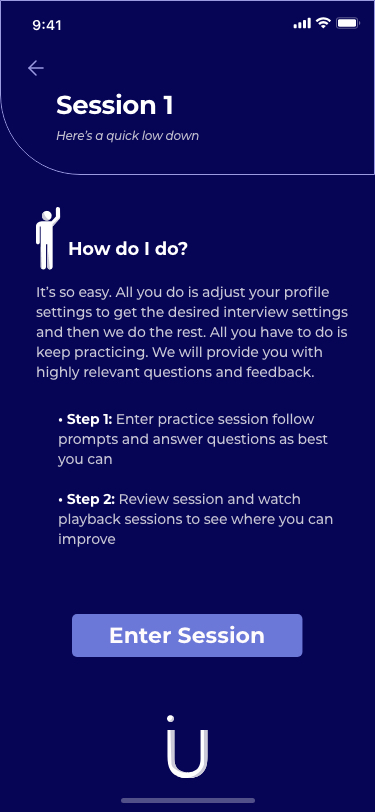 9:41
Session 1
Here's a quick low down
How do I do?
It's so easy. All you do is adjust your profile
settings to get the desired interview settings
and then we do the rest. All you have to do is
keep practicing. We will provide you with
highly relevant questions and feedback.
• Step 1: Enter practice session follow
prompts and answer questions as best
you can
• Step 2: Review session and watch
playback sessions to see where you can
improve
Enter Session